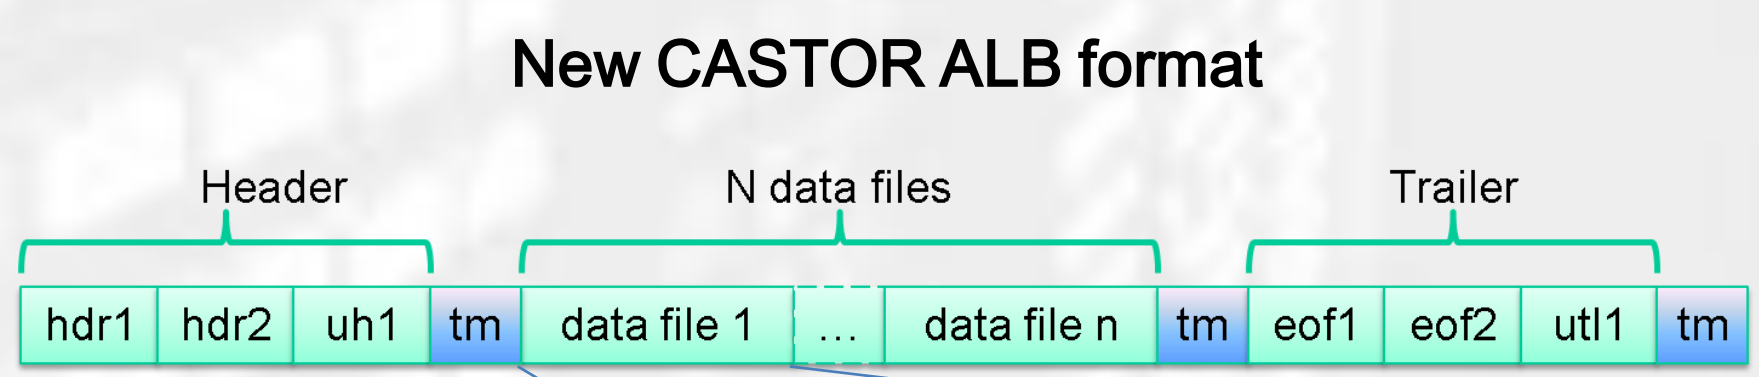 New CASTOR ALB format
Header N data files Trailer
hdr1 hdr2 uh1 tm data file 1 ... data file n tm eof1 eof2 utl1 tm